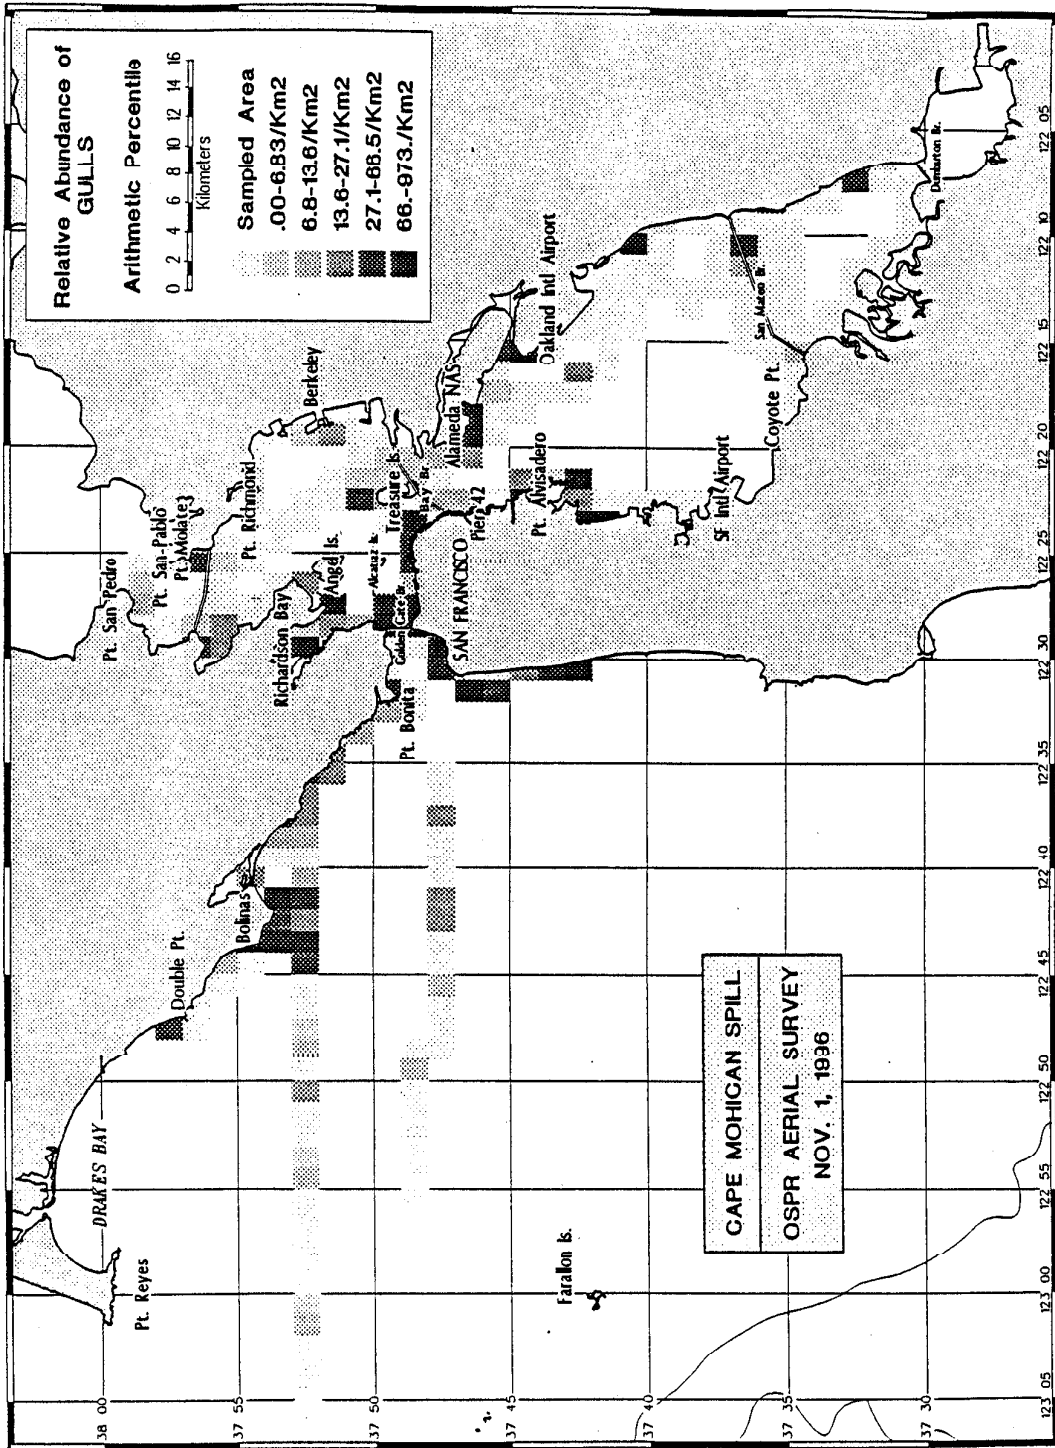 Relative Abundance of
GULLS
Arithmetic Percentile
0 2 4 6 8 10 12 14 16
Kilometers
Sampled Area
.00-6.83/Km2
6.8-13.6/Km2
13.6-27.1/Km2
27.1-66.5/Km2
66.-973./Km2
Pt. Reyes
DRAKES BAY
Double Pt.
Bolinas
Pt. San Pedro
Pt. San-Pablo
Pt. Molate
Pt. Richmond
Berkeley
Richardson Bay
Angel Is.
Alcatraz Is.
Treasure Is.
Golden Gate Br.
Bay Br
Pt. Bonita
SAN FRANCISCO
Pier 42
Alameda NAS
Pt. Alvisadero
Oakland Intl Airport
SF Intl Airport
Coyote Pt.
San Mateo Br.
Dumbarton Br.
Farallon Is.
CAPE MOHICAN SPILL
OSPR AERIAL SURVEY
NOV. 1, 1996
38 00
37 55
37 50
37 45
37 40
37 35
37 30
123 05
123 00
122 55
122 50
122 45
122 40
122 35
122 30
122 25
122 20
122 15
122 10
122 05